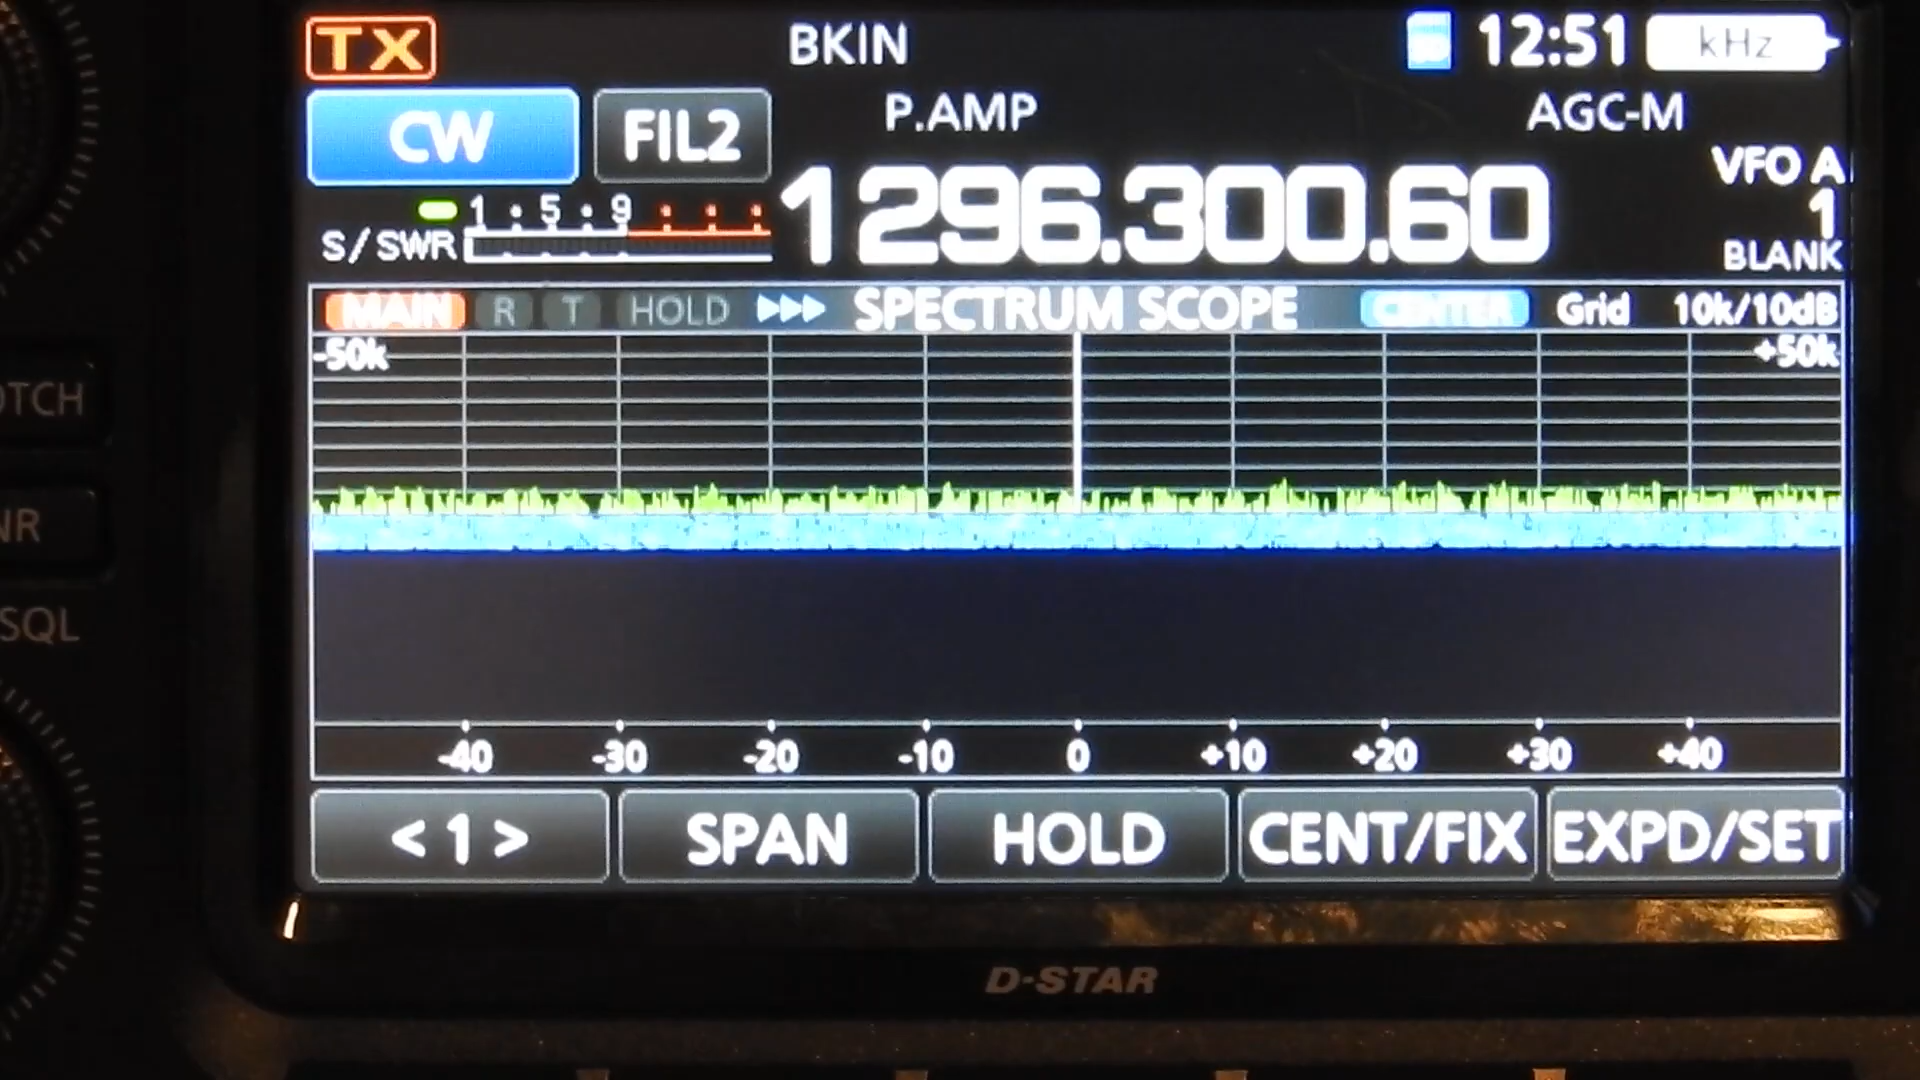 TX BKIN 12:51 kHz
CW FIL2 P.AMP AGC-M
VFO A
1 · 5 · 9 1296.300.60 1
S/SWR BLANK
MAIN R T HOLD SPECTRUM SCOPE CENTER Grid 10k/10dB
-50k +50k
OTCH
NR
SQL
-40 -30 -20 -10 0 +10 +20 +30 +40
<1> SPAN HOLD CENT/FIX EXPD/SET
D-STAR